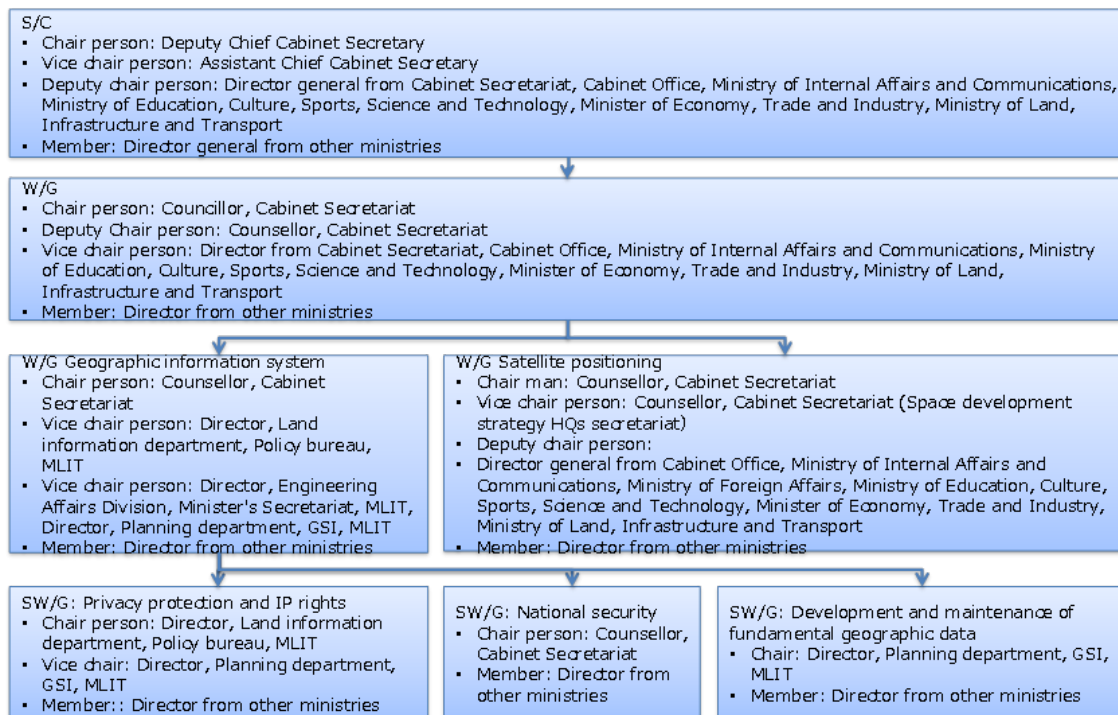 S/C
• Chair person: Deputy Chief Cabinet Secretary
• Vice chair person: Assistant Chief Cabinet Secretary
• Deputy chair person: Director general from Cabinet Secretariat, Cabinet Office, Ministry of Internal Affairs and Communications,
Ministry of Education, Culture, Sports, Science and Technology, Minister of Economy, Trade and Industry, Ministry of Land,
Infrastructure and Transport
• Member: Director general from other ministries
W/G
• Chair person: Councillor, Cabinet Secretariat
• Deputy Chair person: Counsellor, Cabinet Secretariat
• Vice chair person: Director from Cabinet Secretariat, Cabinet Office, Ministry of Internal Affairs and Communications, Ministry
of Education, Culture, Sports, Science and Technology, Minister of Economy, Trade and Industry, Ministry of Land,
Infrastructure and Transport
• Member: Director from other ministries
W/G Geographic information system
• Chair person: Counsellor, Cabinet
Secretariat
• Vice chair person: Director, Land
information department, Policy bureau,
MLIT
• Vice chair person: Director, Engineering
Affairs Division, Minister's Secretariat, MLIT,
Director, Planning department, GSI, MLIT
• Member: Director from other ministries
W/G Satellite positioning
• Chair man: Counsellor, Cabinet Secretariat
• Vice chair person: Counsellor, Cabinet Secretariat (Space development
strategy HQs secretariat)
• Deputy chair person:
• Director general from Cabinet Office, Ministry of Internal Affairs and
Communications, Ministry of Foreign Affairs, Ministry of Education, Culture,
Sports, Science and Technology, Minister of Economy, Trade and Industry,
Ministry of Land, Infrastructure and Transport
• Member: Director from other ministries
SW/G: Privacy protection and IP rights
• Chair person: Director, Land information
department, Policy bureau, MLIT
• Vice chair: Director, Planning department,
GSI, MLIT
• Member:: Director from other ministries
SW/G: National security
• Chair person: Counsellor,
Cabinet Secretariat
• Member: Director from
other ministries
SW/G: Development and maintenance of
fundamental geographic data
• Chair: Director, Planning department, GSI,
MLIT
• Member: Director from other ministries